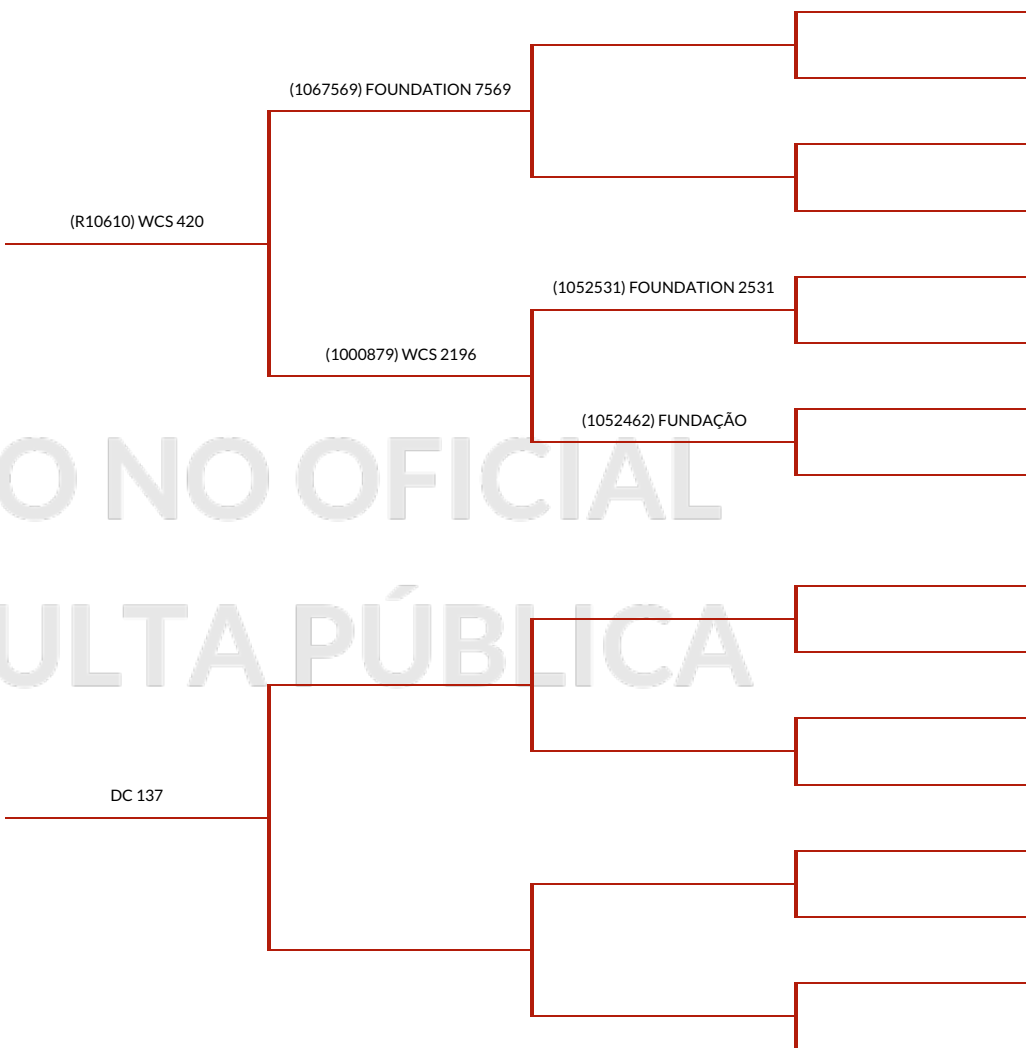 (1067569) FOUNDATION 7569
(R10610) WCS 420
(1052531) FOUNDATION 2531
(1000879) WCS 2196
(1052462) FUNDAÇÃO
O NO OFICIAL
ULTA PÚBLICA
DC 137